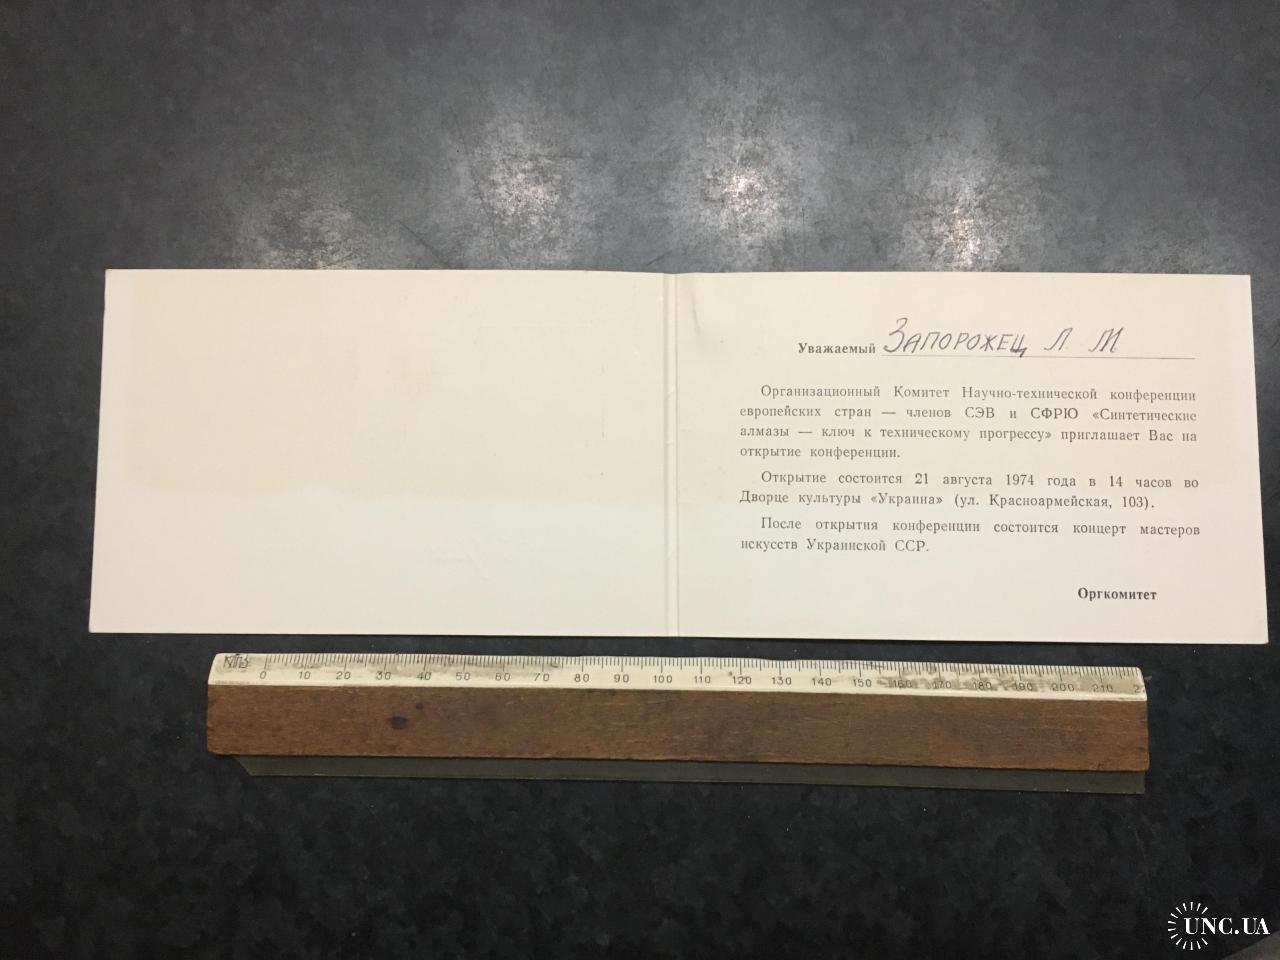 Уважаемый ЗАПОРОЖЕЦ Л М
Организационный Комитет Научно-технической конференции
европейских стран — членов СЭВ и СФРЮ «Синтетические
алмазы — ключ к техническому прогрессу» приглашает Вас на
открытие конференции.
Открытие состоится 21 августа 1974 года в 14 часов во
Дворце культуры «Украина» (ул. Красноармейская, 103).
После открытия конференции состоится концерт мастеров
искусств Украинской ССР.
Оргкомитет
0 10 20 30 40 50 60 70 80 90 100 110 120 130 140 150 160 170 180 190 200 210
UNC.UA